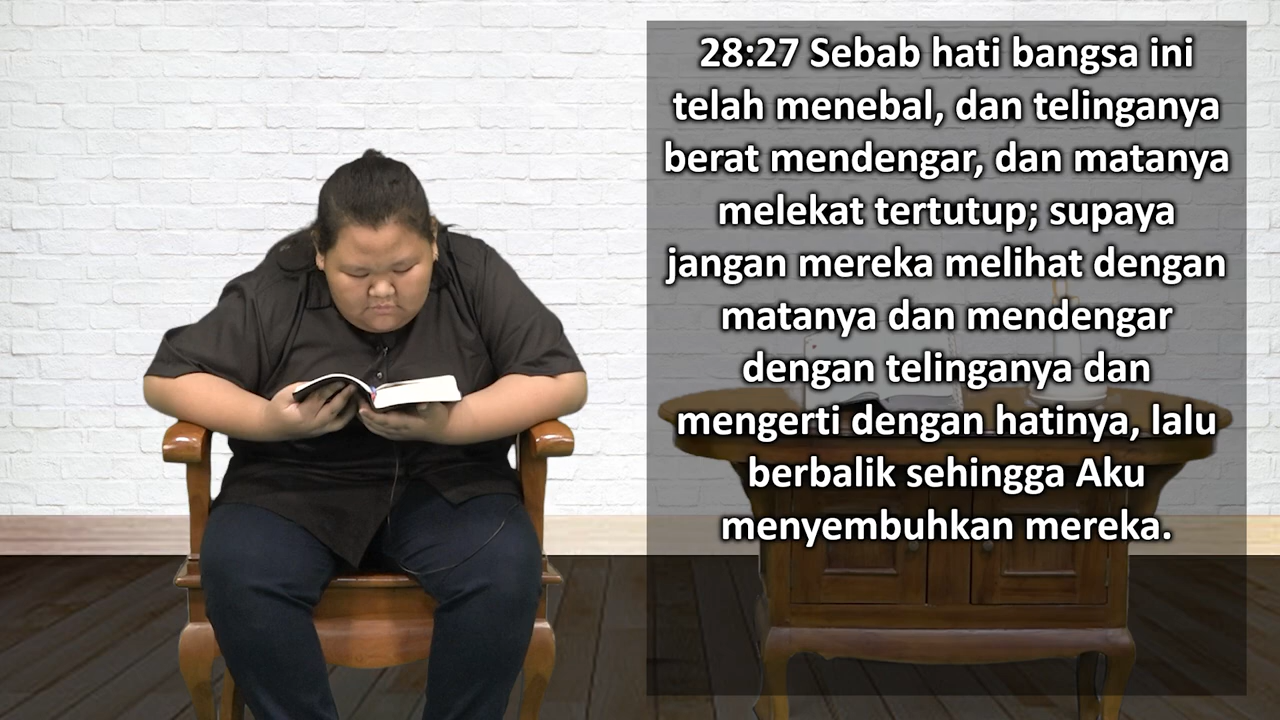 28:27 Sebab hati bangsa ini
telah menebal, dan telinganya
berat mendengar, dan matanya
melekat tertutup; supaya
jangan mereka melihat dengan
matanya dan mendengar
dengan telinganya dan
mengerti dengan hatinya, lalu
berbalik sehingga Aku
menyembuhkan mereka.